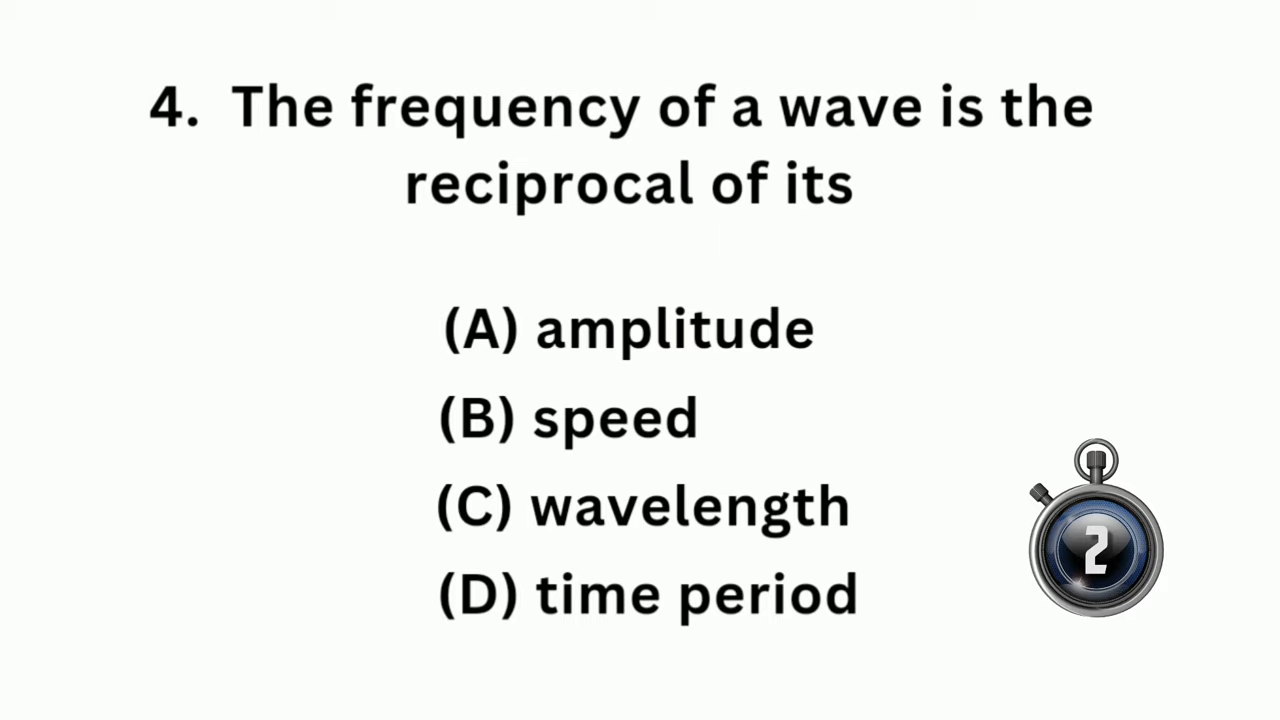 4. The frequency of a wave is the
reciprocal of its
(A) amplitude
(B) speed
(C) wavelength
(D) time period
2